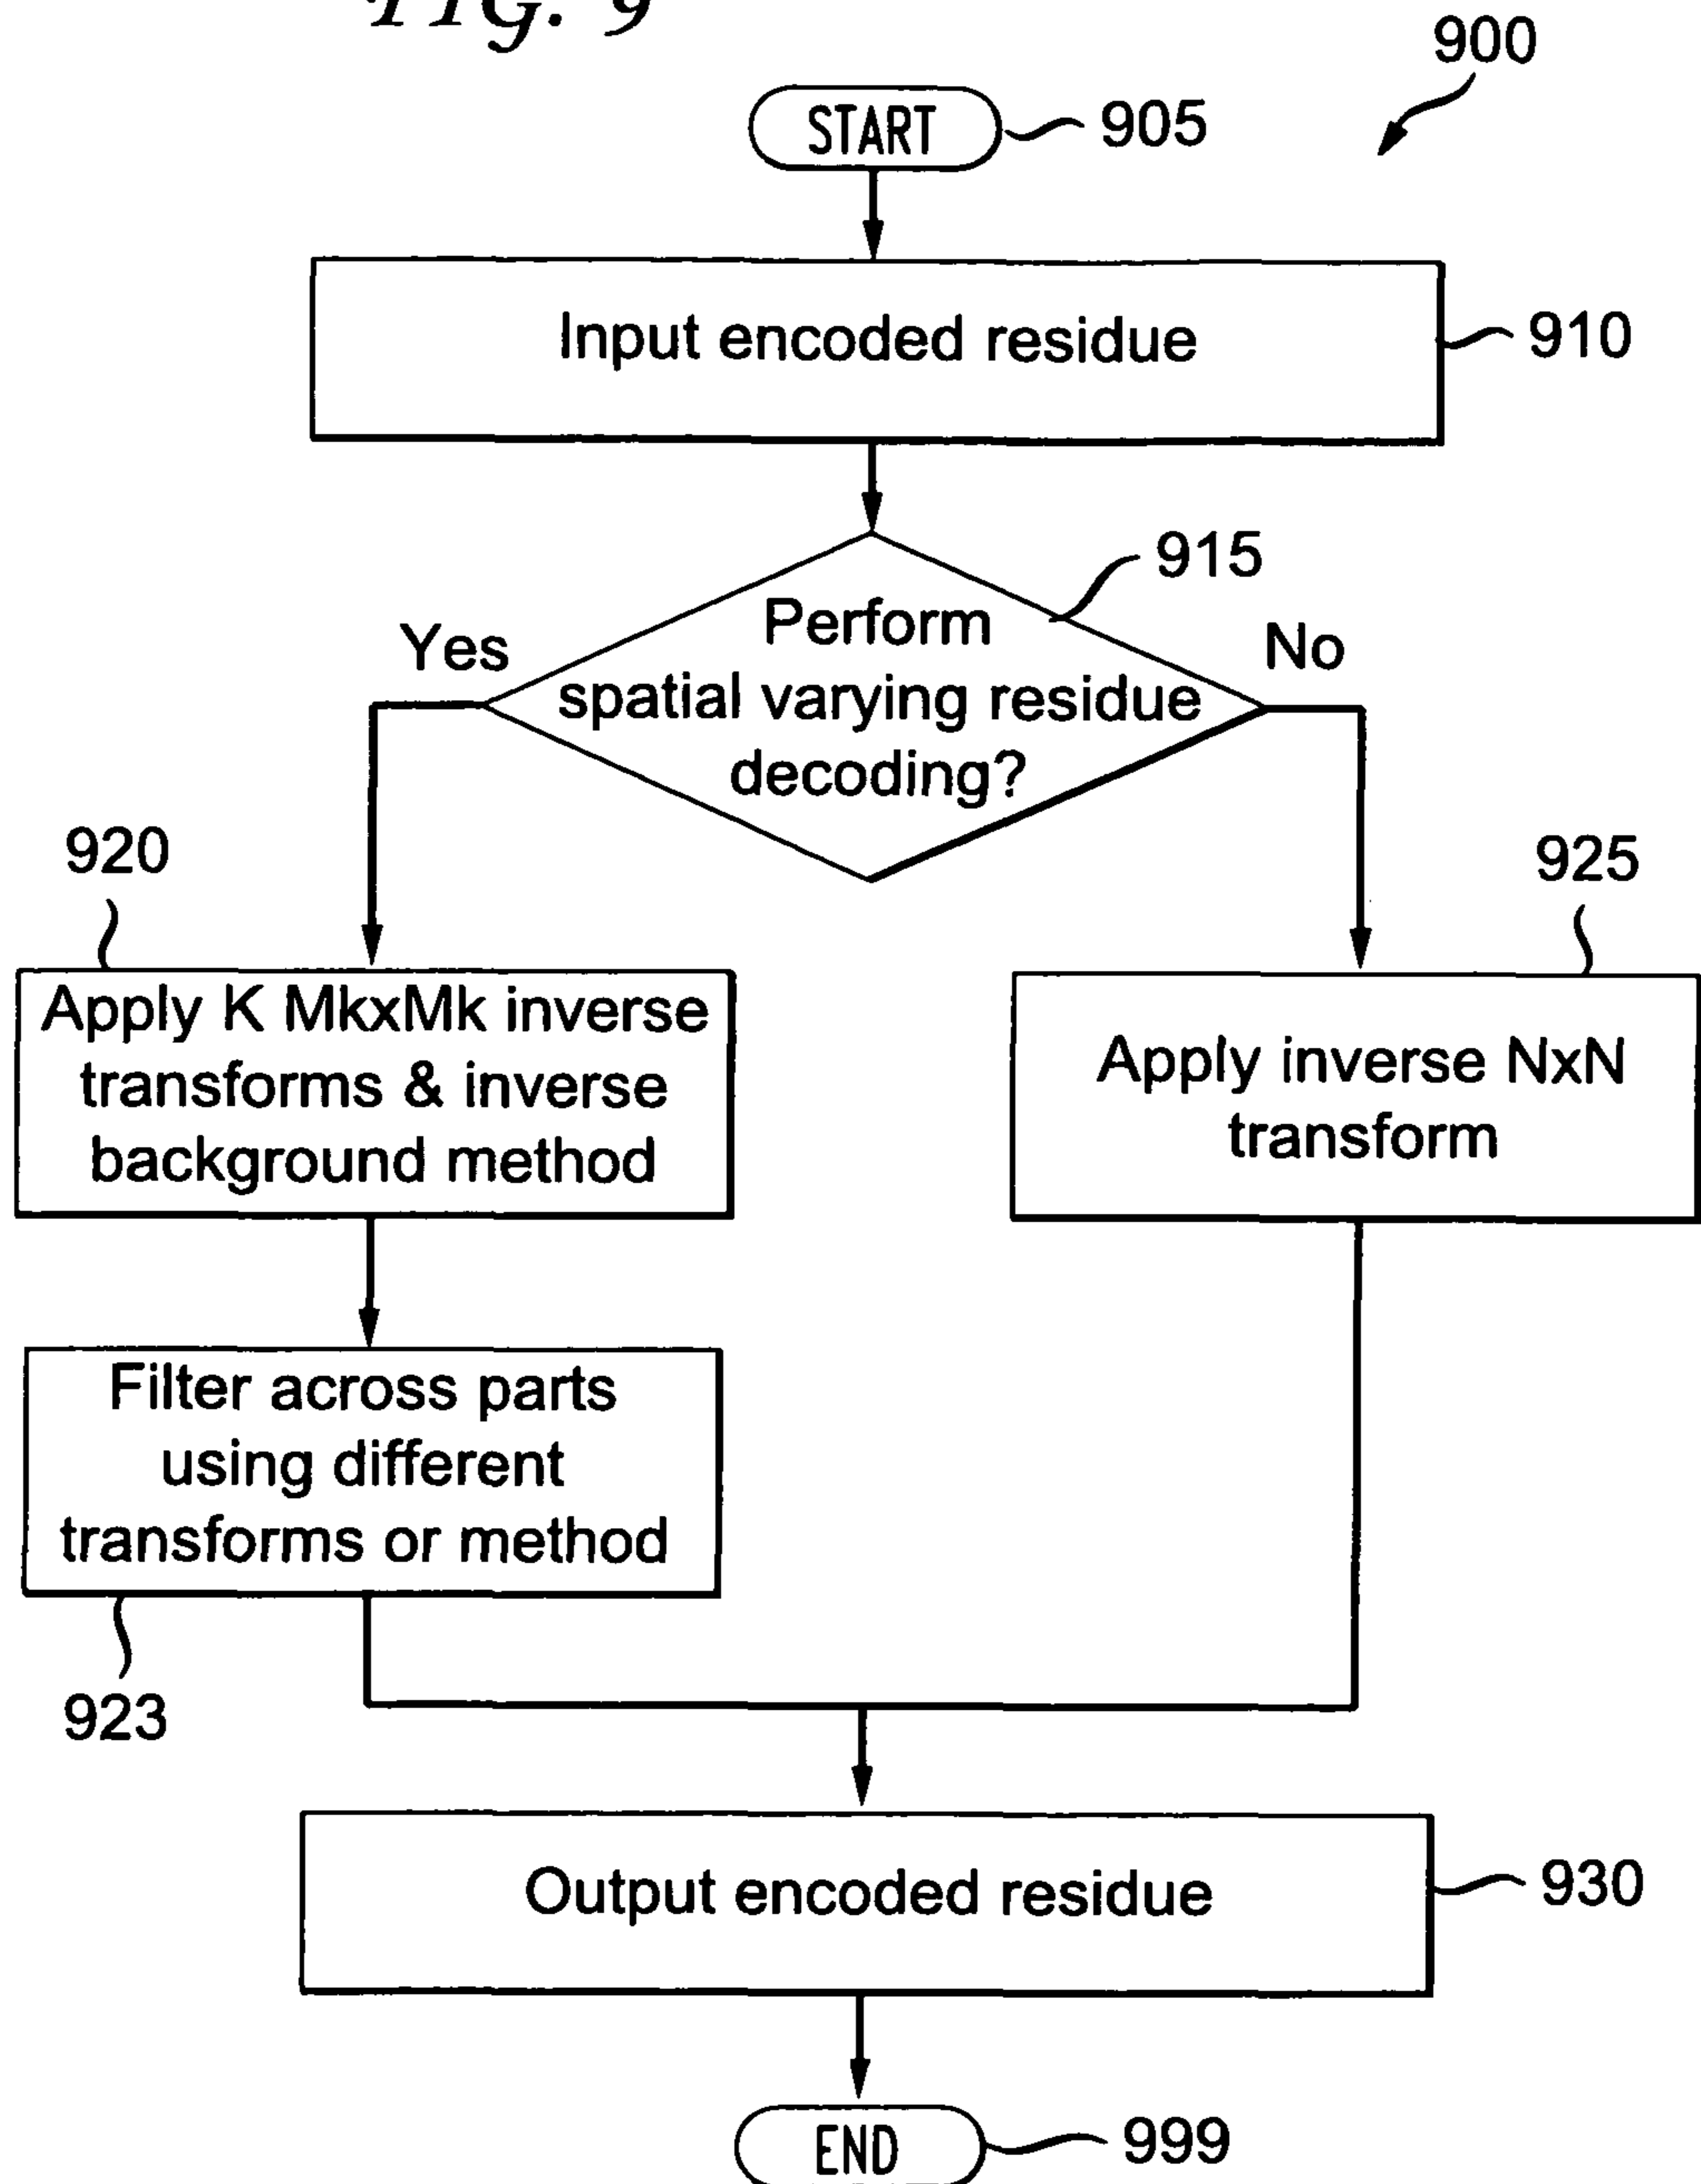 FIG. 9
900
START
905
Input encoded residue
910
915
Perform
spatial varying residue
decoding?
Yes
No
920
925
Apply K MkxMk inverse
transforms & inverse
background method
Apply inverse NxN
transform
Filter across parts
using different
transforms or method
923
Output encoded residue
930
END
999